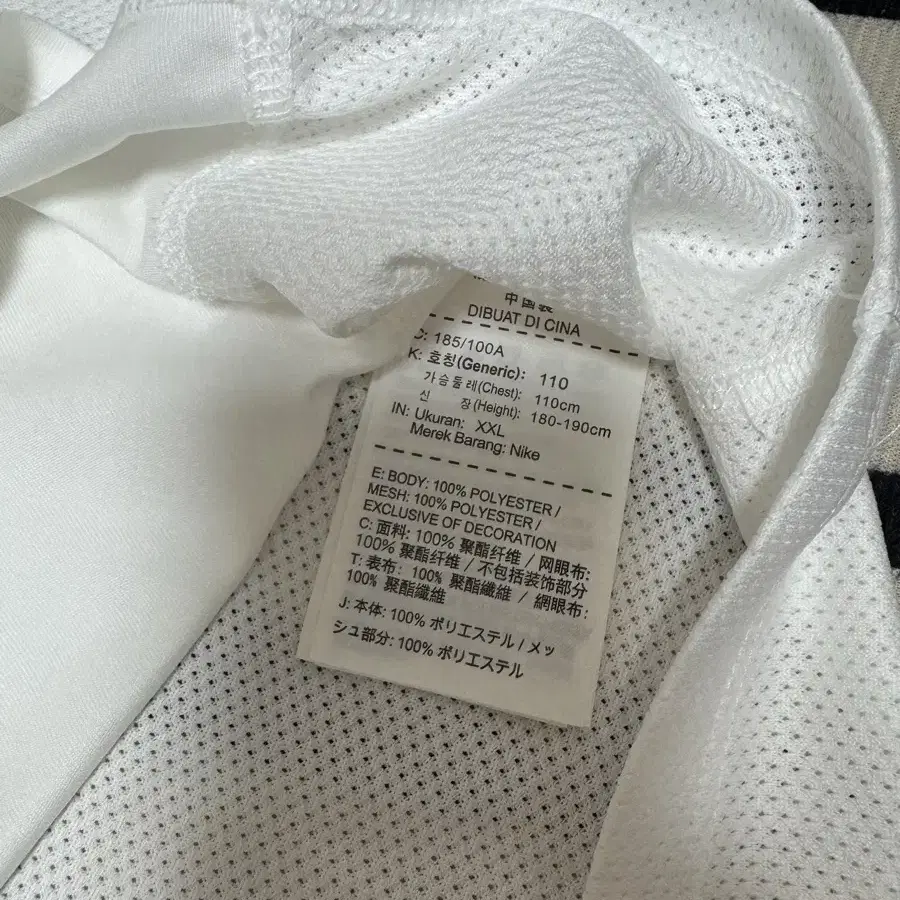 中国製
DIBUAT DI CINA
C: 185/100A
K: 호칭(Generic): 110
가슴둘레(Chest): 110cm
신 장(Height): 180-190cm
IN: Ukuran: XXL
Merek Barang: Nike
E: BODY: 100% POLYESTER /
MESH: 100% POLYESTER /
EXCLUSIVE OF DECORATION
C: 面料: 100% 聚酯纤维 / 网眼布:
100% 聚酯纤维 / 不包括装饰部分
T: 表布: 100% 聚酯纖維 / 網眼布:
100% 聚酯纖維
J: 本体: 100% ポリエステル / メッ
シュ部分: 100% ポリエステル